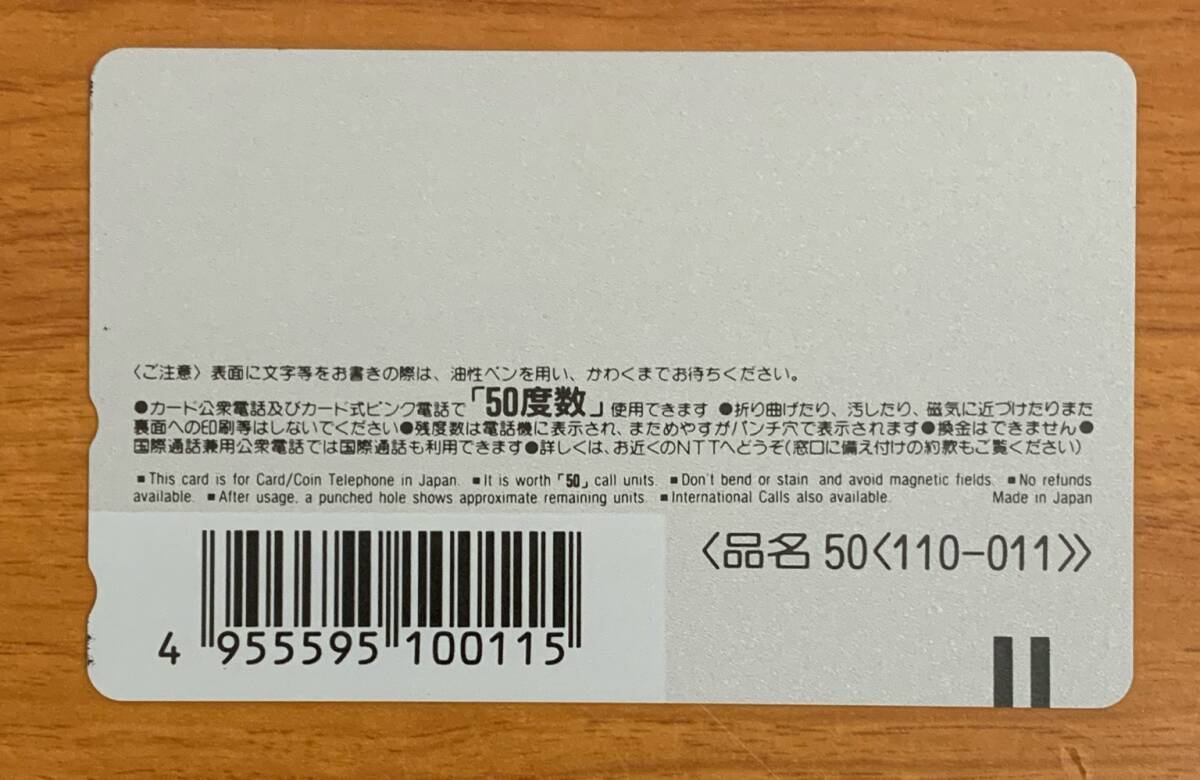 〈ご注意〉表面に文字等をお書きの際は、油性ペンを用い、かわくまでお待ちください。
●カード公衆電話及びカード式ピンク電話で「50度数」使用できます ●折り曲げたり、汚したり、磁気に近づけたりまた
裏面への印刷等はしないでください●残度数は電話機に表示され、まためやすがパンチ穴で表示されます●換金はできません●
国際通話兼用公衆電話では国際通話も利用できます●詳しくは、お近くのNTTへどうぞ(窓口に備え付けの約款もご覧ください)
■This card is for Card/Coin Telephone in Japan. ■It is worth「50」call units. ■Don't bend or stain and avoid magnetic fields. ■No refunds
available. ■After usage, a punched hole shows approximate remaining units. ■International Calls also available. Made in Japan
〈品名 50〈110-011〉〉
4 955595 100115